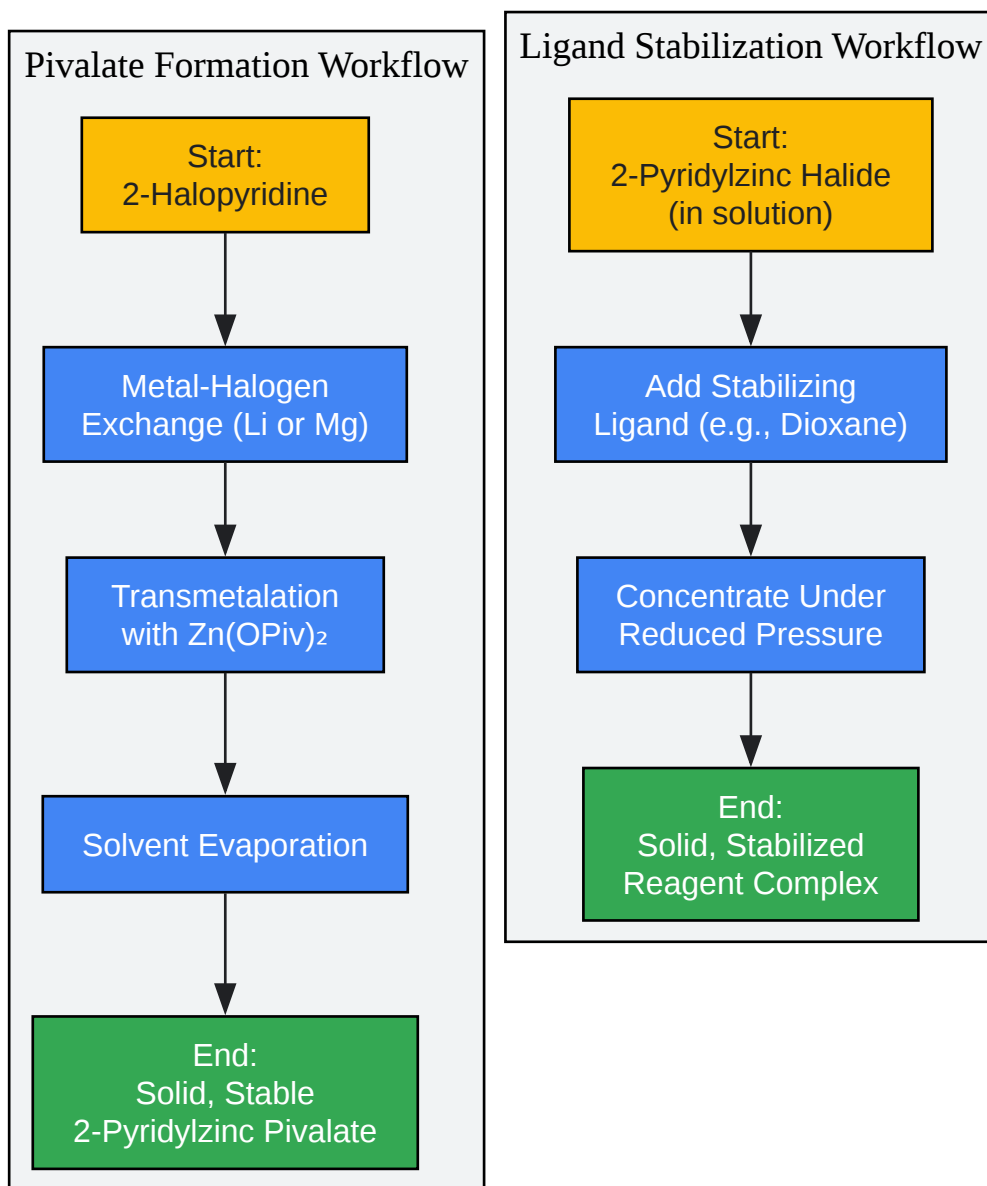 Pivalate Formation Workflow
Start:
2-Halopyridine
Metal-Halogen
Exchange (Li or Mg)
Transmetalation
with Zn(OPiv)₂
Solvent Evaporation
End:
Solid, Stable
2-Pyridylzinc Pivalate
Ligand Stabilization Workflow
Start:
2-Pyridylzinc Halide
(in solution)
Add Stabilizing
Ligand (e.g., Dioxane)
Concentrate Under
Reduced Pressure
End:
Solid, Stabilized
Reagent Complex